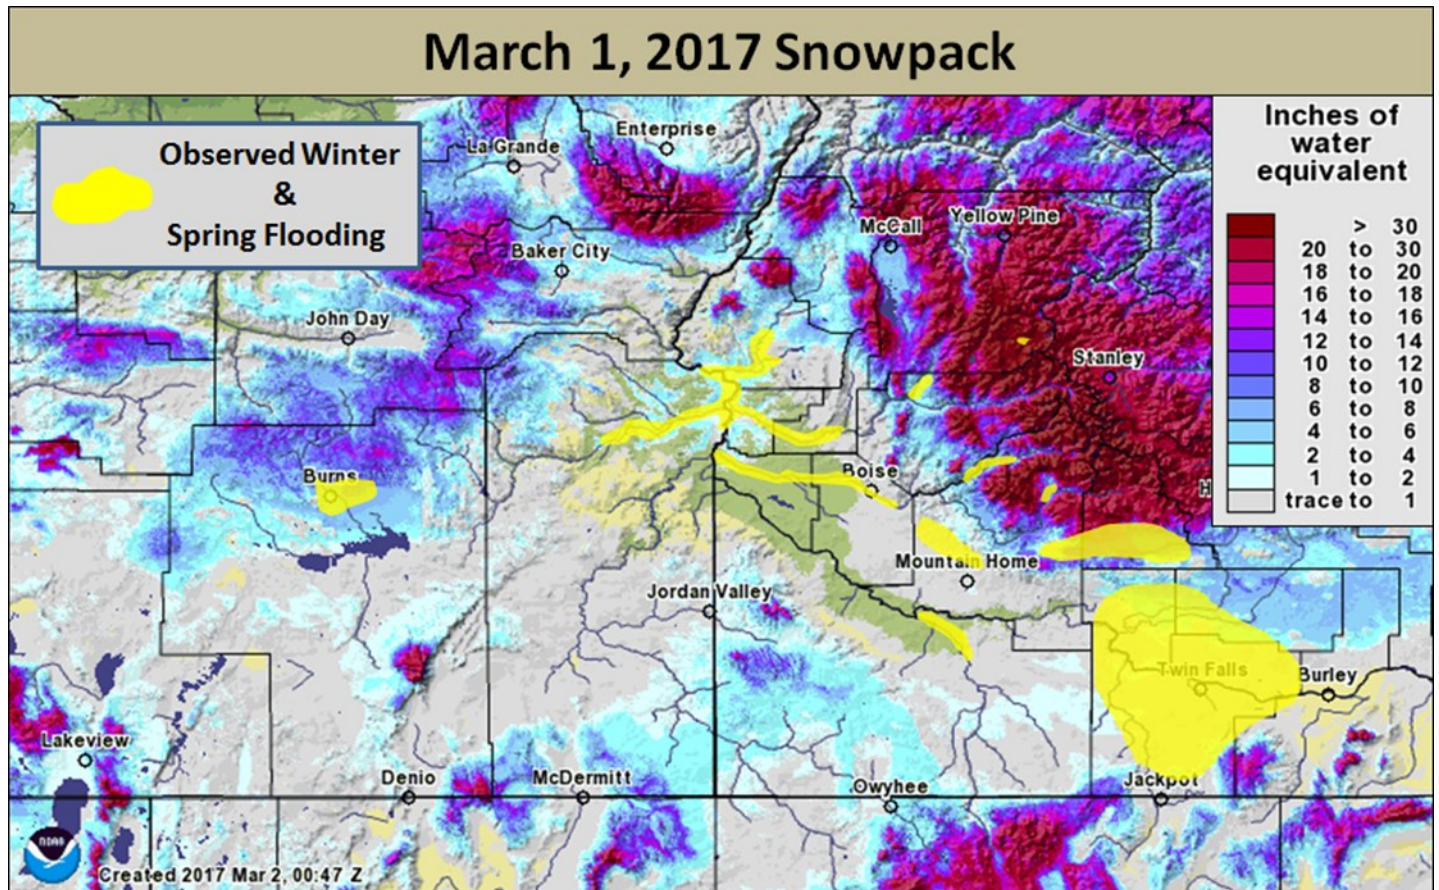 March 1, 2017 Snowpack
Observed Winter
&
Spring Flooding
Inches of
water
equivalent
> 30
20 to 30
18 to 20
16 to 18
14 to 16
12 to 14
10 to 12
8 to 10
6 to 8
4 to 6
2 to 4
1 to 2
trace to 1
Enterprise
La Grande
McCall
Yellow Pine
Baker City
John Day
Stanley
Burns
Boise
H
Mountain Home
Jordan Valley
Twin Falls
Burley
Lakeview
Denio
McDermitt
Owyhee
Jackpot
NOAA
Created 2017 Mar 2, 00:47 Z